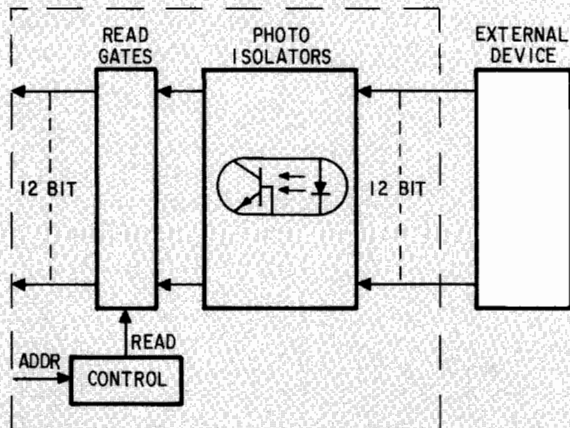 READ
GATES
PHOTO
ISOLATORS
EXTERNAL
DEVICE
12 BIT
12 BIT
READ
ADDR
CONTROL